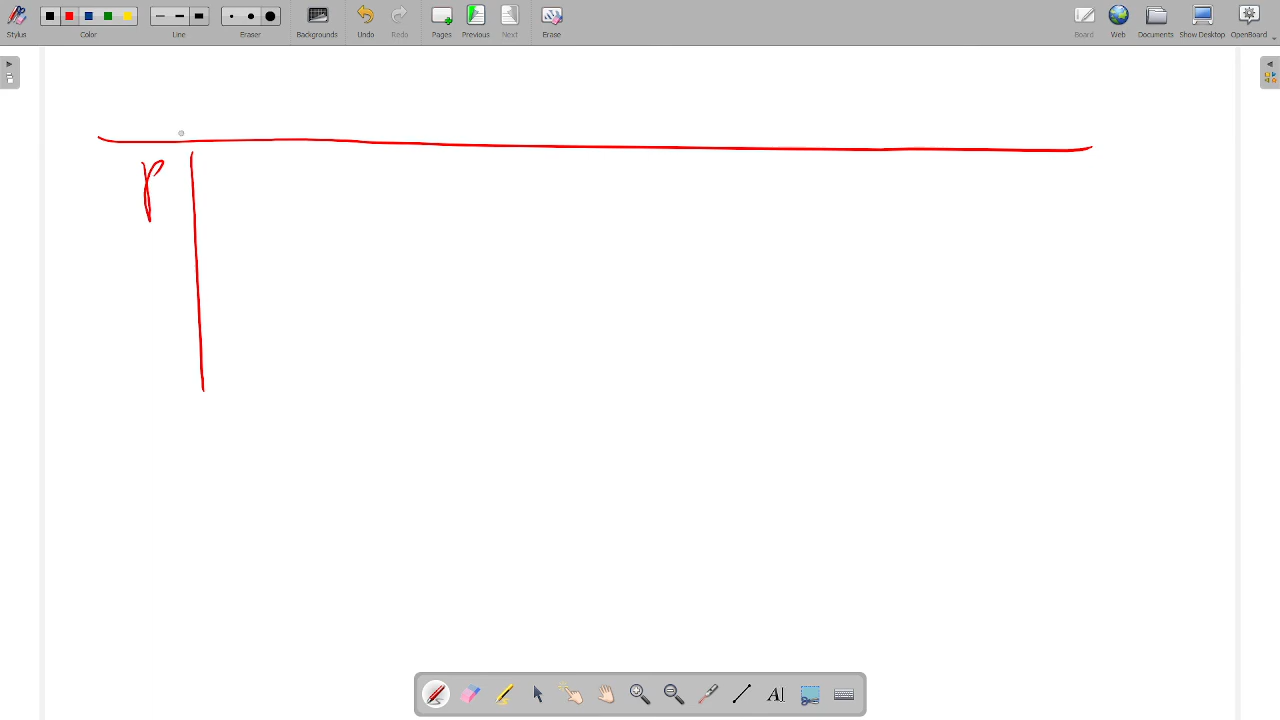 Stylus
Color
Line
Eraser
Backgrounds
Undo
Redo
Pages
Previous
Next
Erase
Board
Web
Documents
Show Desktop
OpenBoard
P